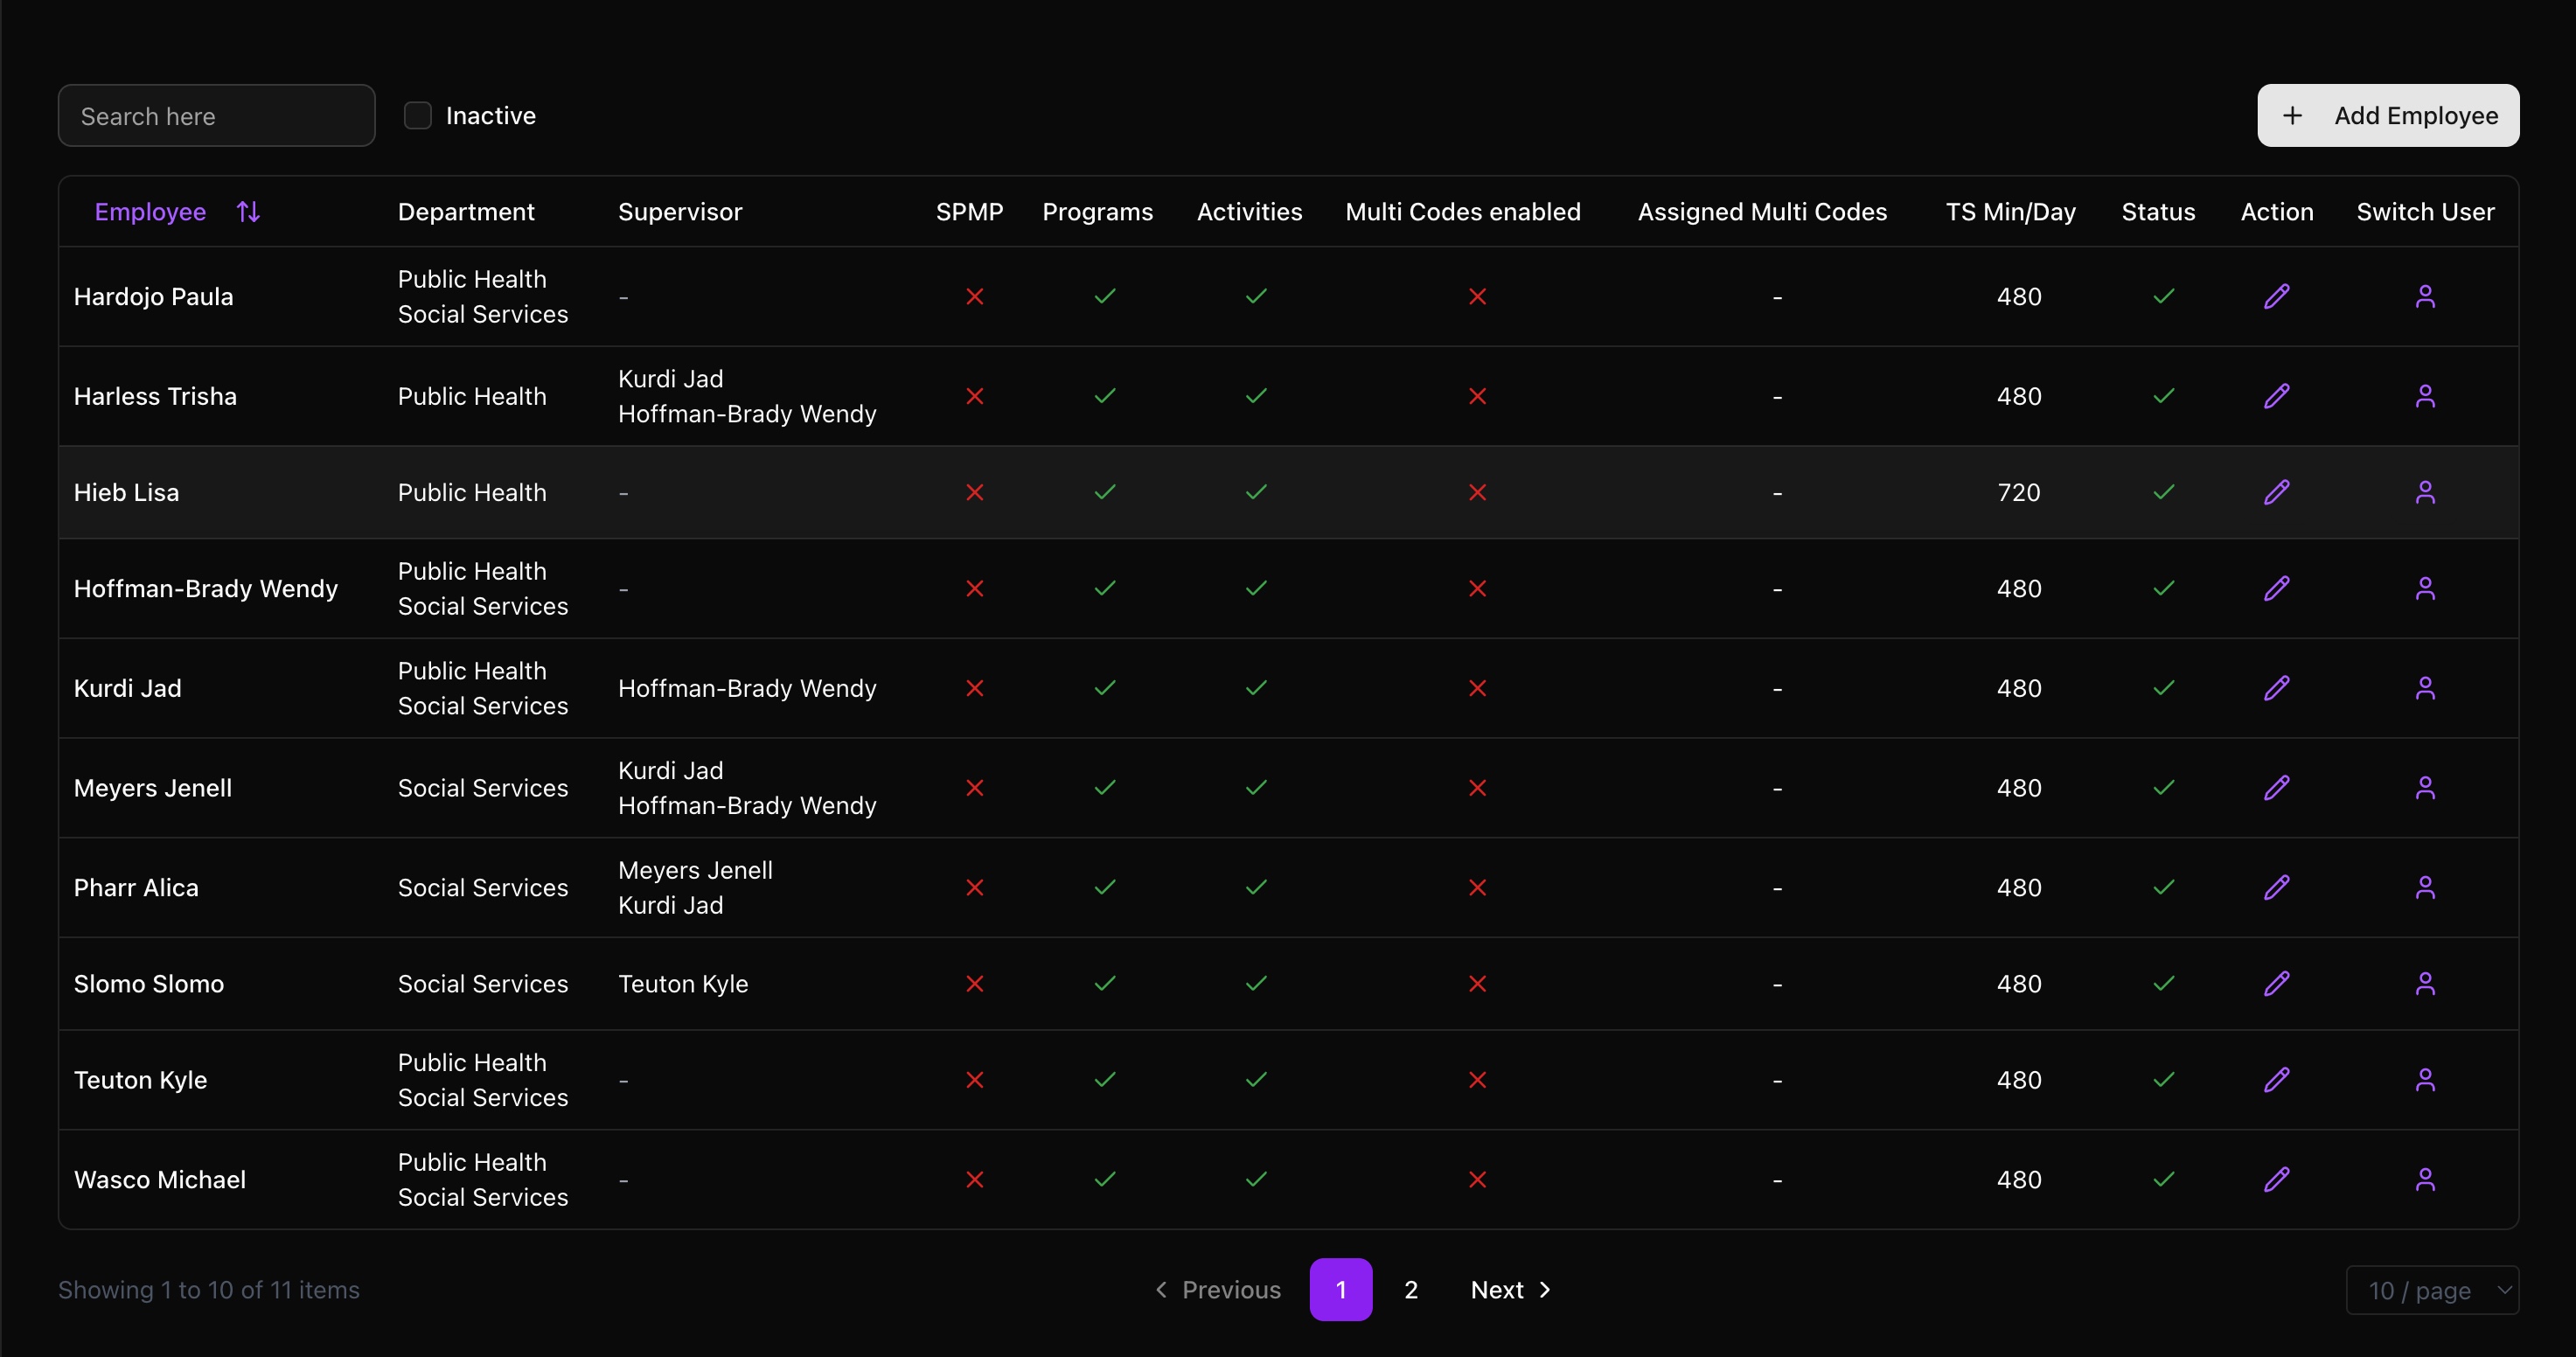 Search here
Inactive
+ Add Employee
Employee Department Supervisor SPMP Programs Activities Multi Codes enabled Assigned Multi Codes TS Min/Day Status Action Switch User
Hardojo Paula Public Health - - 480
Social Services
Harless Trisha Public Health Kurdi Jad - 480
Hoffman-Brady Wendy
Hieb Lisa Public Health - - 720
Hoffman-Brady Wendy Public Health - - 480
Social Services
Kurdi Jad Public Health Hoffman-Brady Wendy - 480
Social Services
Meyers Jenell Social Services Kurdi Jad - 480
Hoffman-Brady Wendy
Pharr Alica Social Services Meyers Jenell - 480
Kurdi Jad
Slomo Slomo Social Services Teuton Kyle - 480
Teuton Kyle Public Health - - 480
Social Services
Wasco Michael Public Health - - 480
Social Services
Showing 1 to 10 of 11 items
Previous 1 2 Next
10 / page